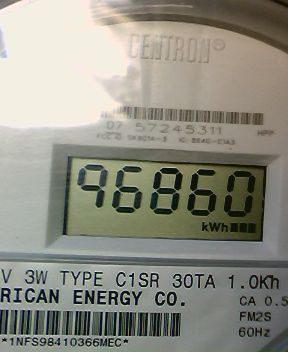 CENTRON®
07 57245311
HPP
96860
kWh
V 3W TYPE C1SR 30TA 1.0Kh
RICAN ENERGY CO.
CA 0.5
FM2S
60Hz
*1NFS98410366MEC*